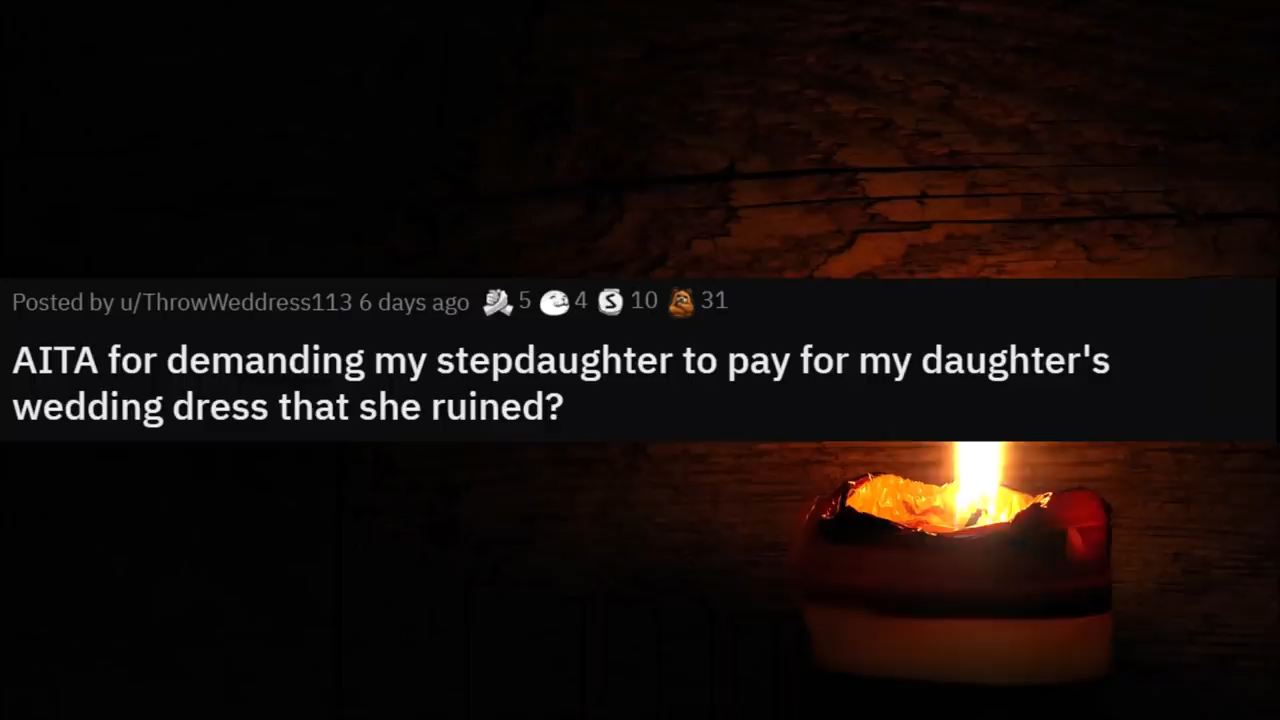 Posted by u/ThrowWeddress113 6 days ago 5 4 10 31
AITA for demanding my stepdaughter to pay for my daughter's
wedding dress that she ruined?